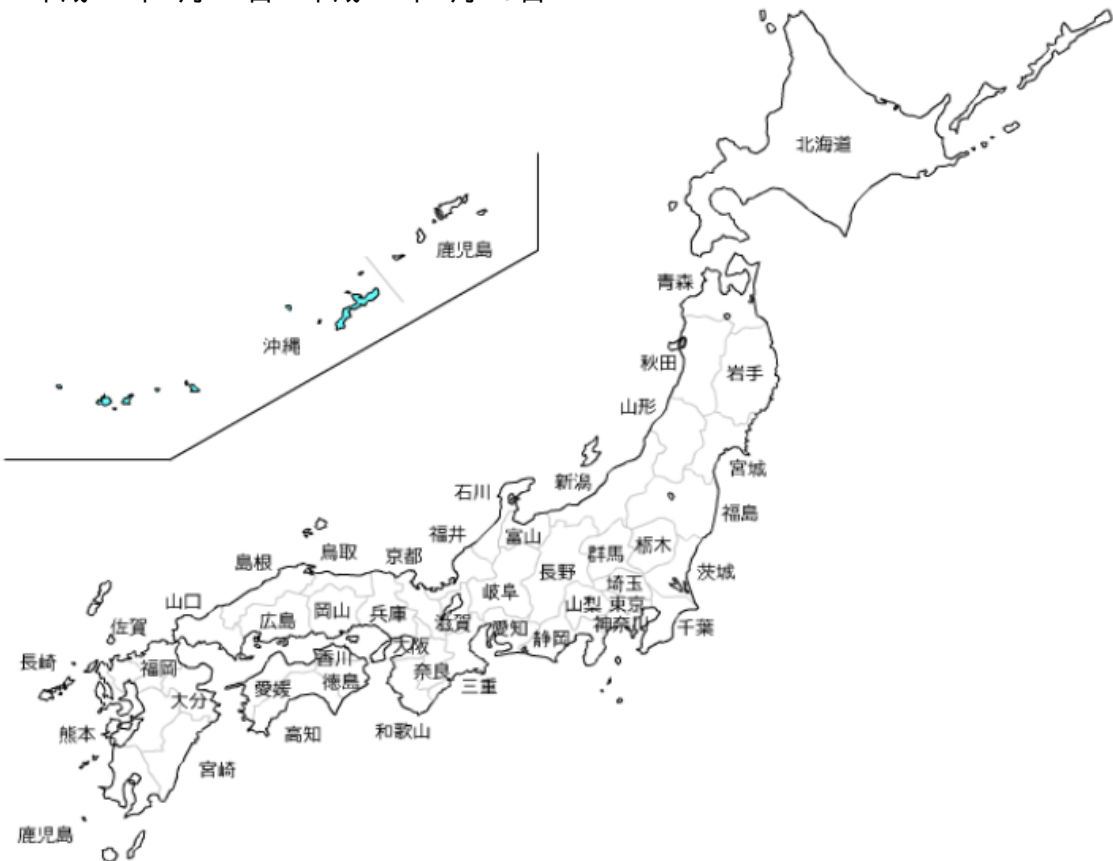 北海道
鹿児島
青森
沖縄
秋田
岩手
山形
宮城
新潟
石川
福島
福井
富山
栃木
群馬
鳥取
京都
島根
長野
茨城
埼玉
岐阜
山口
岡山
兵庫
山梨
東京
広島
滋賀
愛知
神奈川
千葉
佐賀
静岡
大阪
香川
長崎
福岡
奈良
徳島
愛媛
三重
大分
和歌山
熊本
高知
宮崎
鹿児島